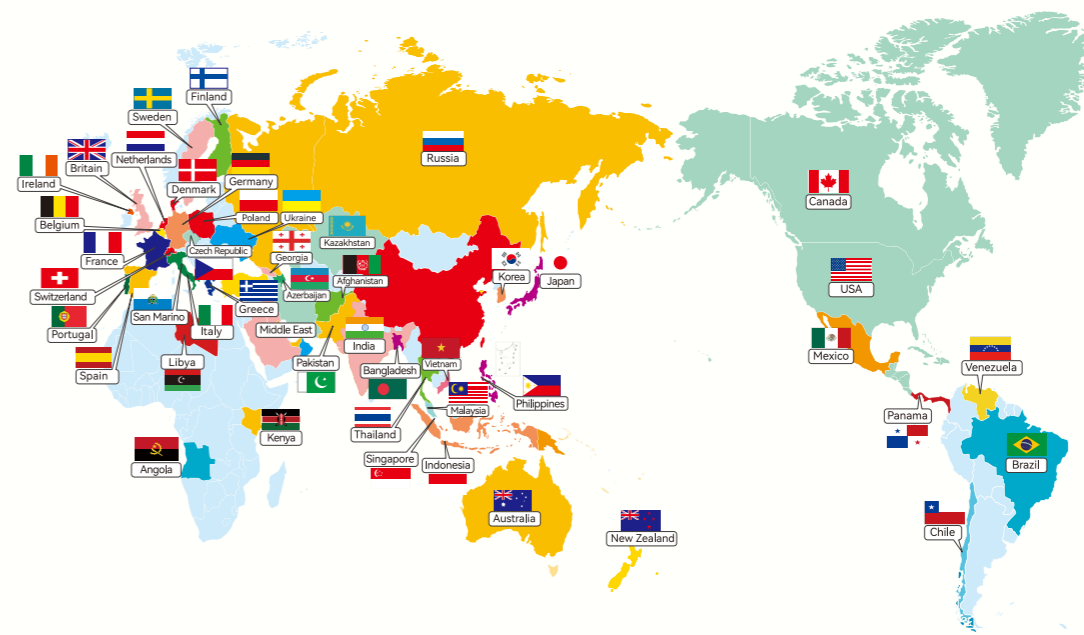 Finland
Sweden
Netherlands
Britain
Russia
Ireland
Denmark
Germany
Canada
Belgium
Poland
Ukraine
Kazakhstan
France
Czech Republic
Georgia
Korea
Japan
Afghanistan
USA
Switzerland
Azerbaijan
Greece
San Marino
Portugal
Italy
Middle East
India
Mexico
Spain
Libya
Pakistan
Bangladesh
Vietnam
Venezuela
Malaysia
Philippines
Panama
Kenya
Thailand
Angola
Singapore
Indonesia
Brazil
Australia
Chile
New Zealand